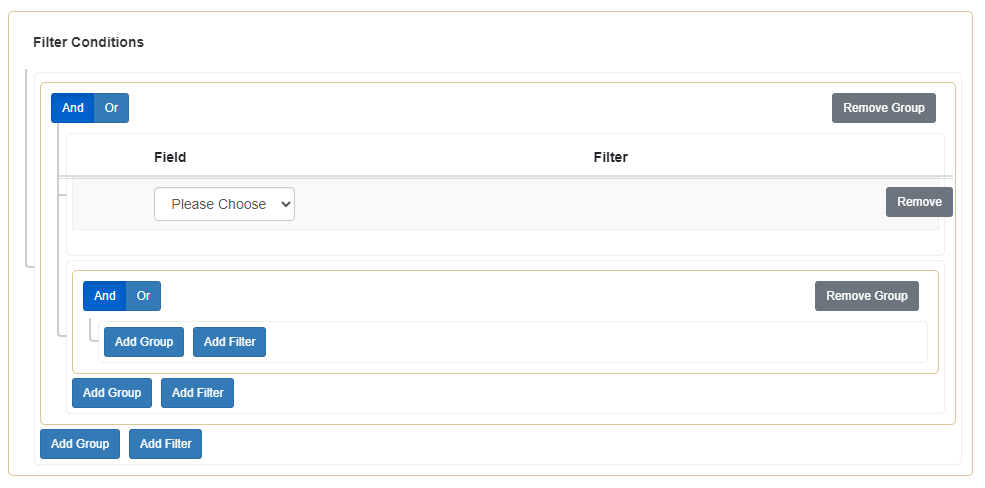 Filter Conditions
And Or Remove Group
Field Filter
Please Choose Remove
And Or Remove Group
Add Group Add Filter
Add Group Add Filter
Add Group Add Filter